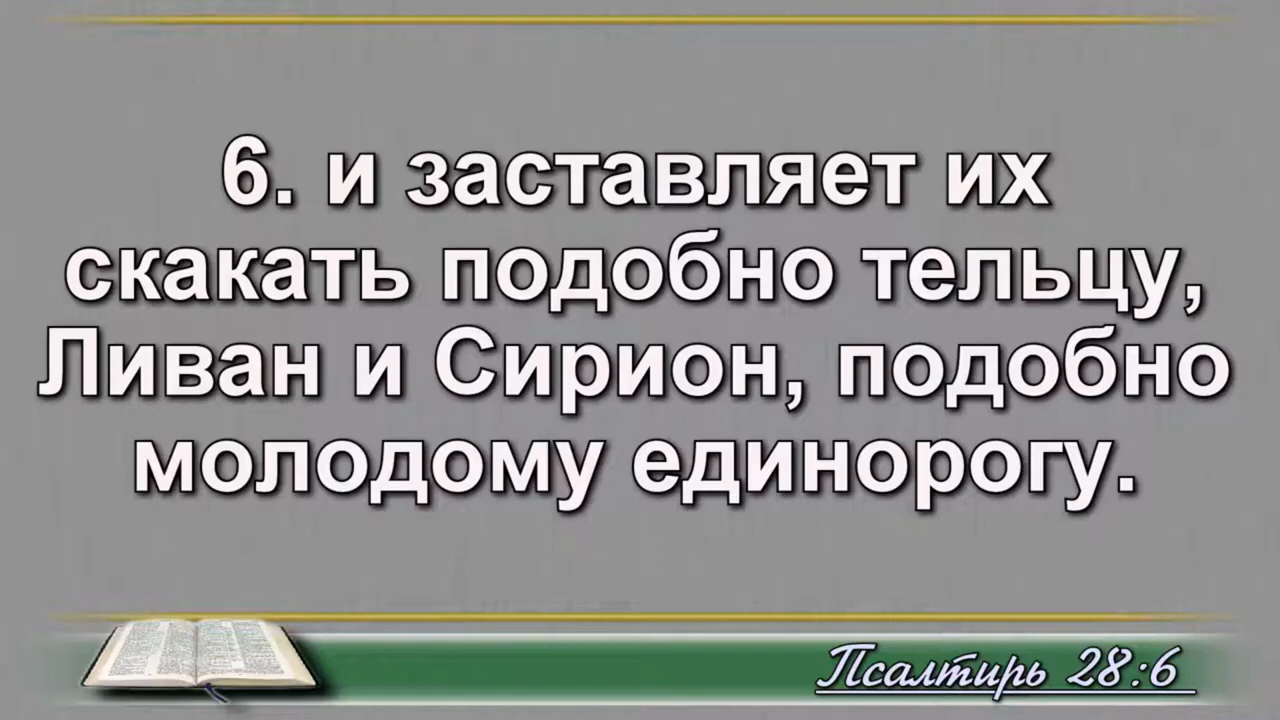 6. и заставляет их
скакать подобно тельцу,
Ливан и Сирион, подобно
молодому единорогу.
Псалтирь 28:6